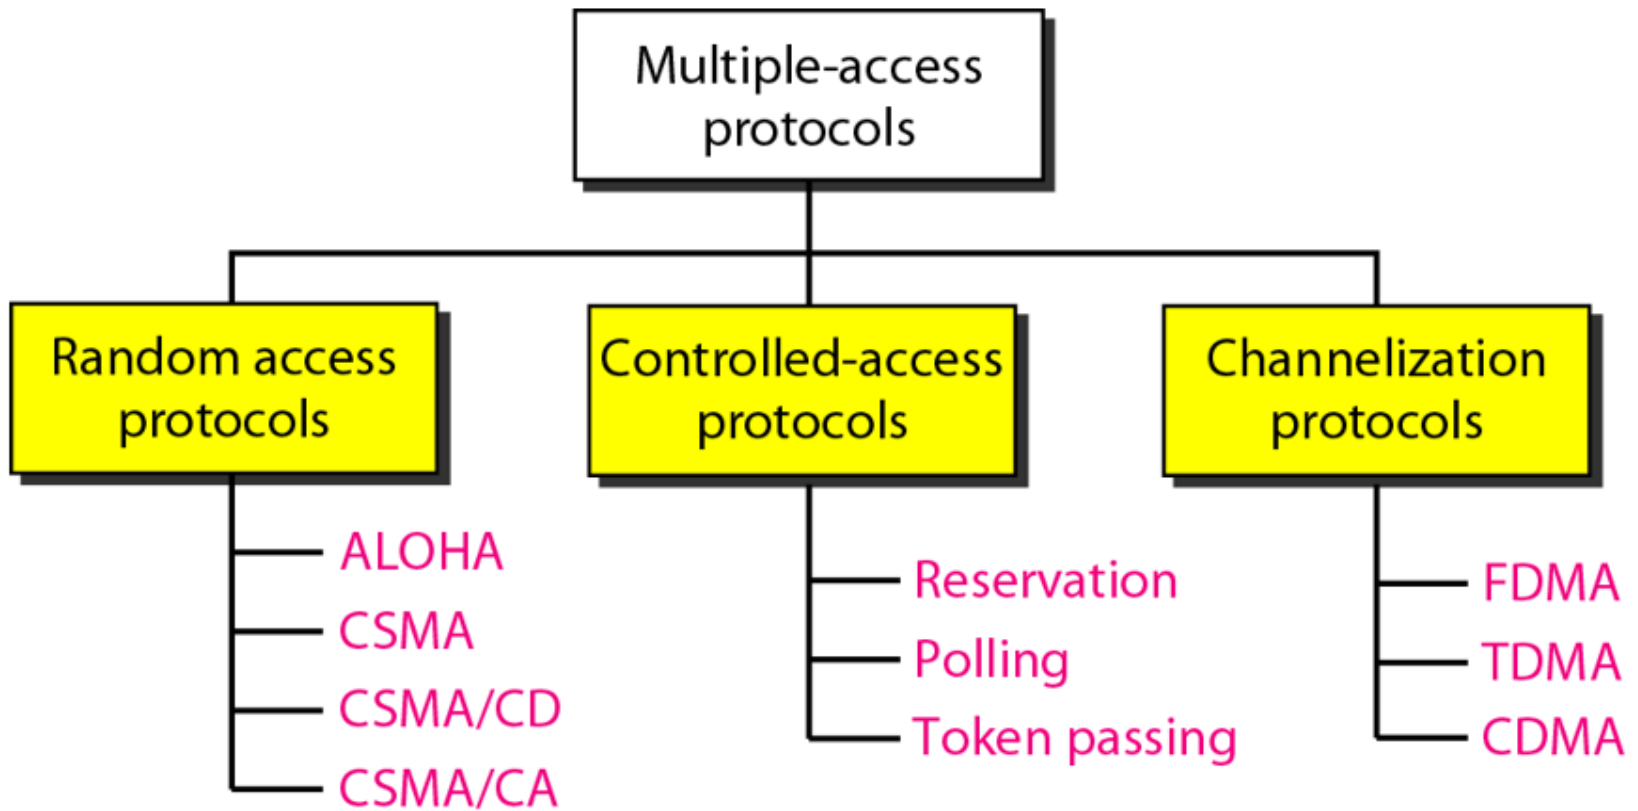 Multiple-access
protocols
Random access
protocols
Controlled-access
protocols
Channelization
protocols
ALOHA
CSMA
CSMA/CD
CSMA/CA
Reservation
Polling
Token passing
FDMA
TDMA
CDMA